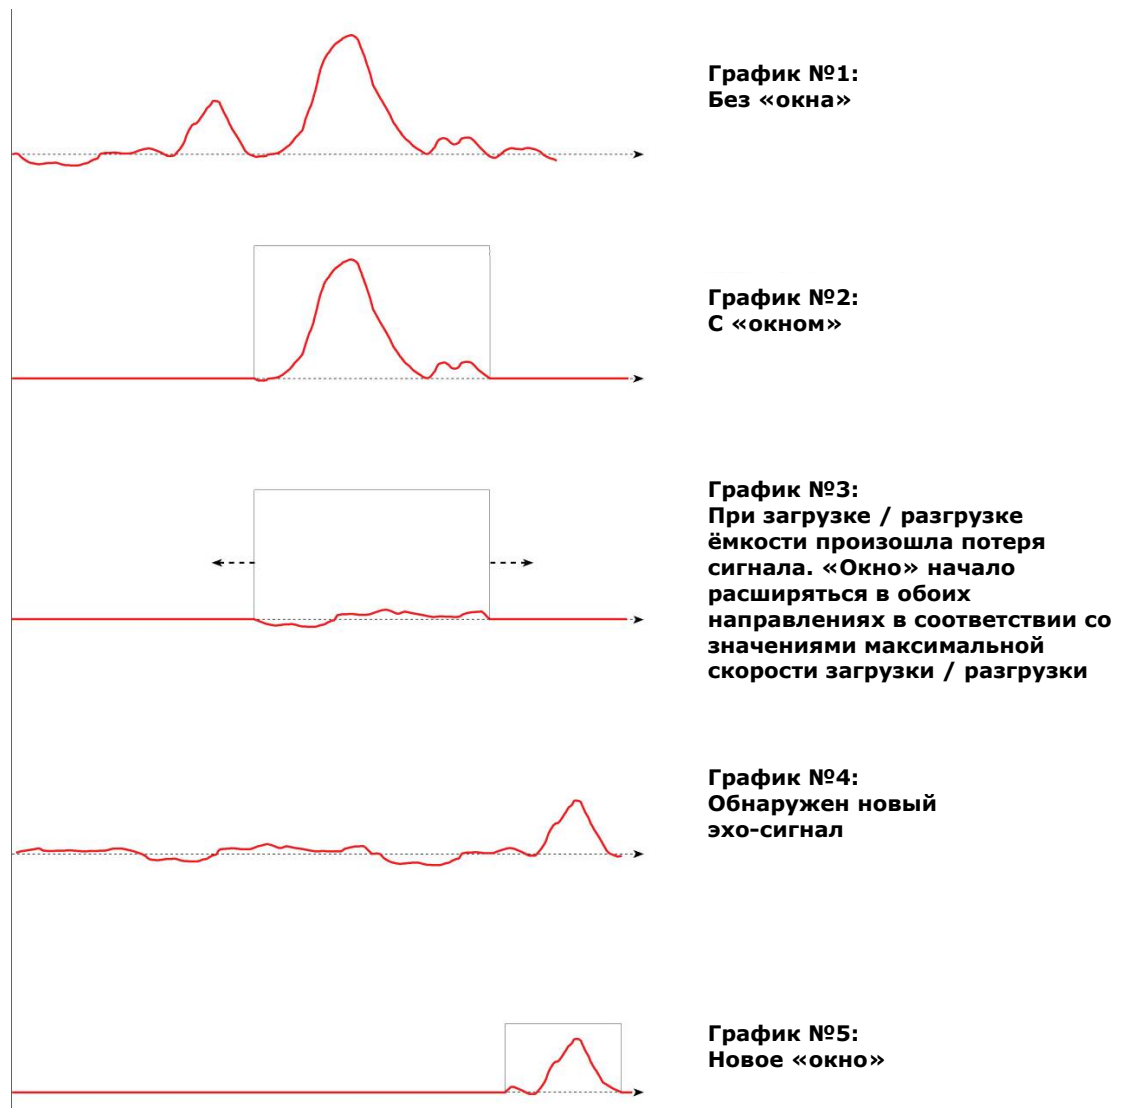 График №1:
Без «окна»
График №2:
С «окном»
График №3:
При загрузке / разгрузке
ёмкости произошла потеря
сигнала. «Окно» начало
расширяться в обоих
направлениях в соответствии со
значениями максимальной
скорости загрузки / разгрузки
График №4:
Обнаружен новый
эхо-сигнал
График №5:
Новое «окно»